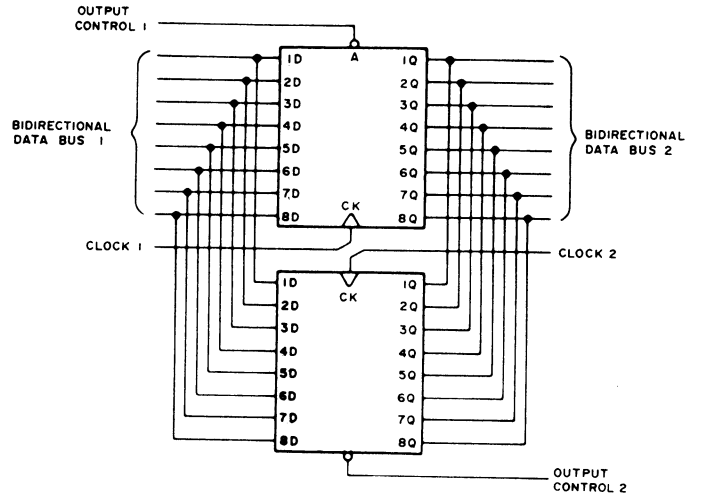 OUTPUT
CONTROL 1
BIDIRECTIONAL
DATA BUS 1
1D
2D
3D
4D
5D
6D
7D
8D
A
CK
1Q
2Q
3Q
4Q
5Q
6Q
7Q
8Q
BIDIRECTIONAL
DATA BUS 2
CLOCK 1
CLOCK 2
1D
2D
3D
4D
5D
6D
7D
8D
CK
1Q
2Q
3Q
4Q
5Q
6Q
7Q
8Q
OUTPUT
CONTROL 2